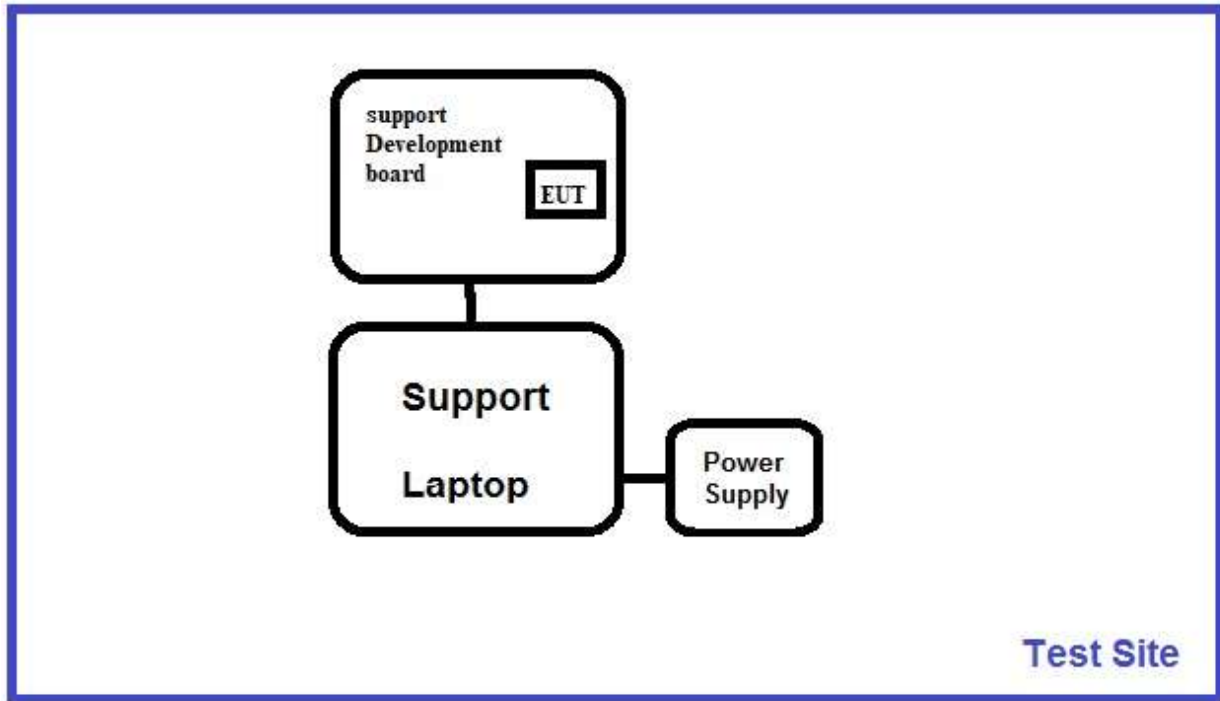 support
Development
board
EUT
Support
Laptop
Power
Supply
Test Site